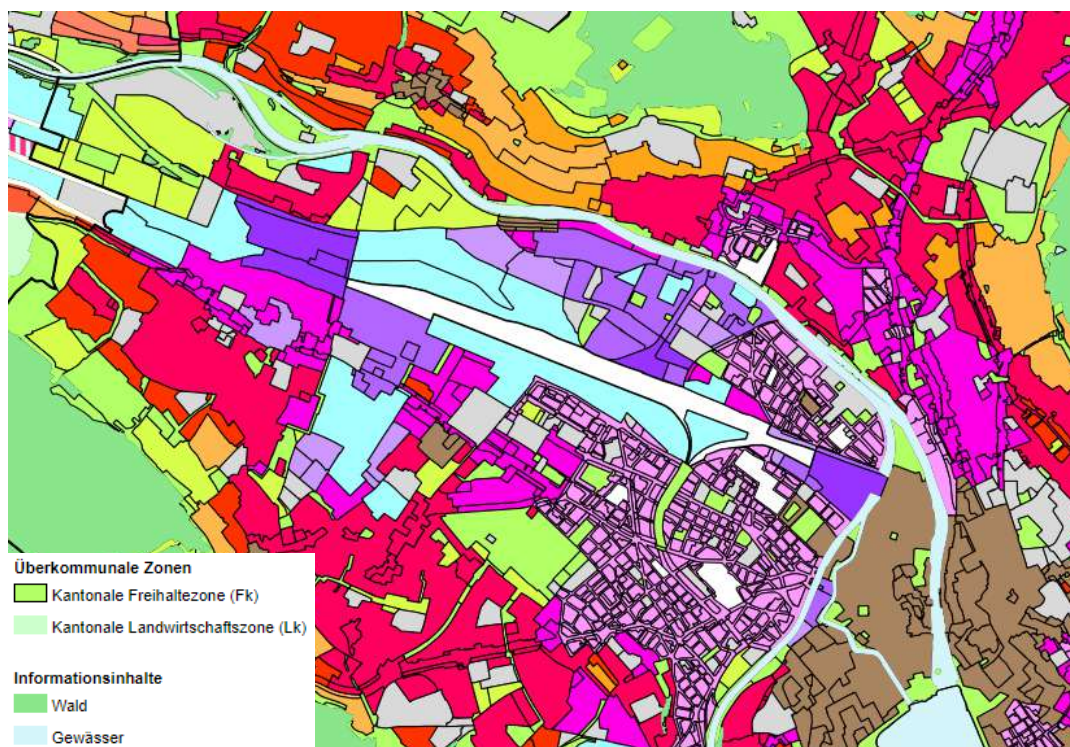 Überkommunale Zonen
Kantonale Freihaltezone (Fk)
Kantonale Landwirtschaftszone (Lk)
Informationsinhalte
Wald
Gewässer